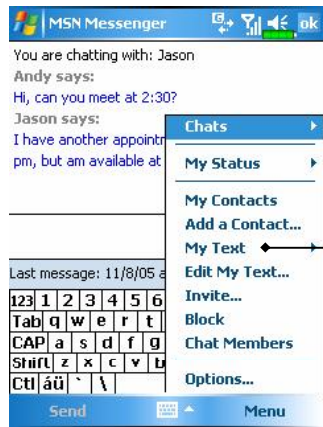 MSN Messenger ok
You are chatting with: Jason
Andy says:
Hi, can you meet at 2:30?
Jason says:
I have another
pm, but am available at
Chats
My Status
My Contacts
Add a Contact...
My Text
Edit My Text...
Invite...
Block
Chat Members
Options...
Last message: 11/8/05
123 1 2 3 4 5 6
Tab q w e r t
CAP a s d f g
Shift z x c v b
Ctl áü ` \
Send Menu